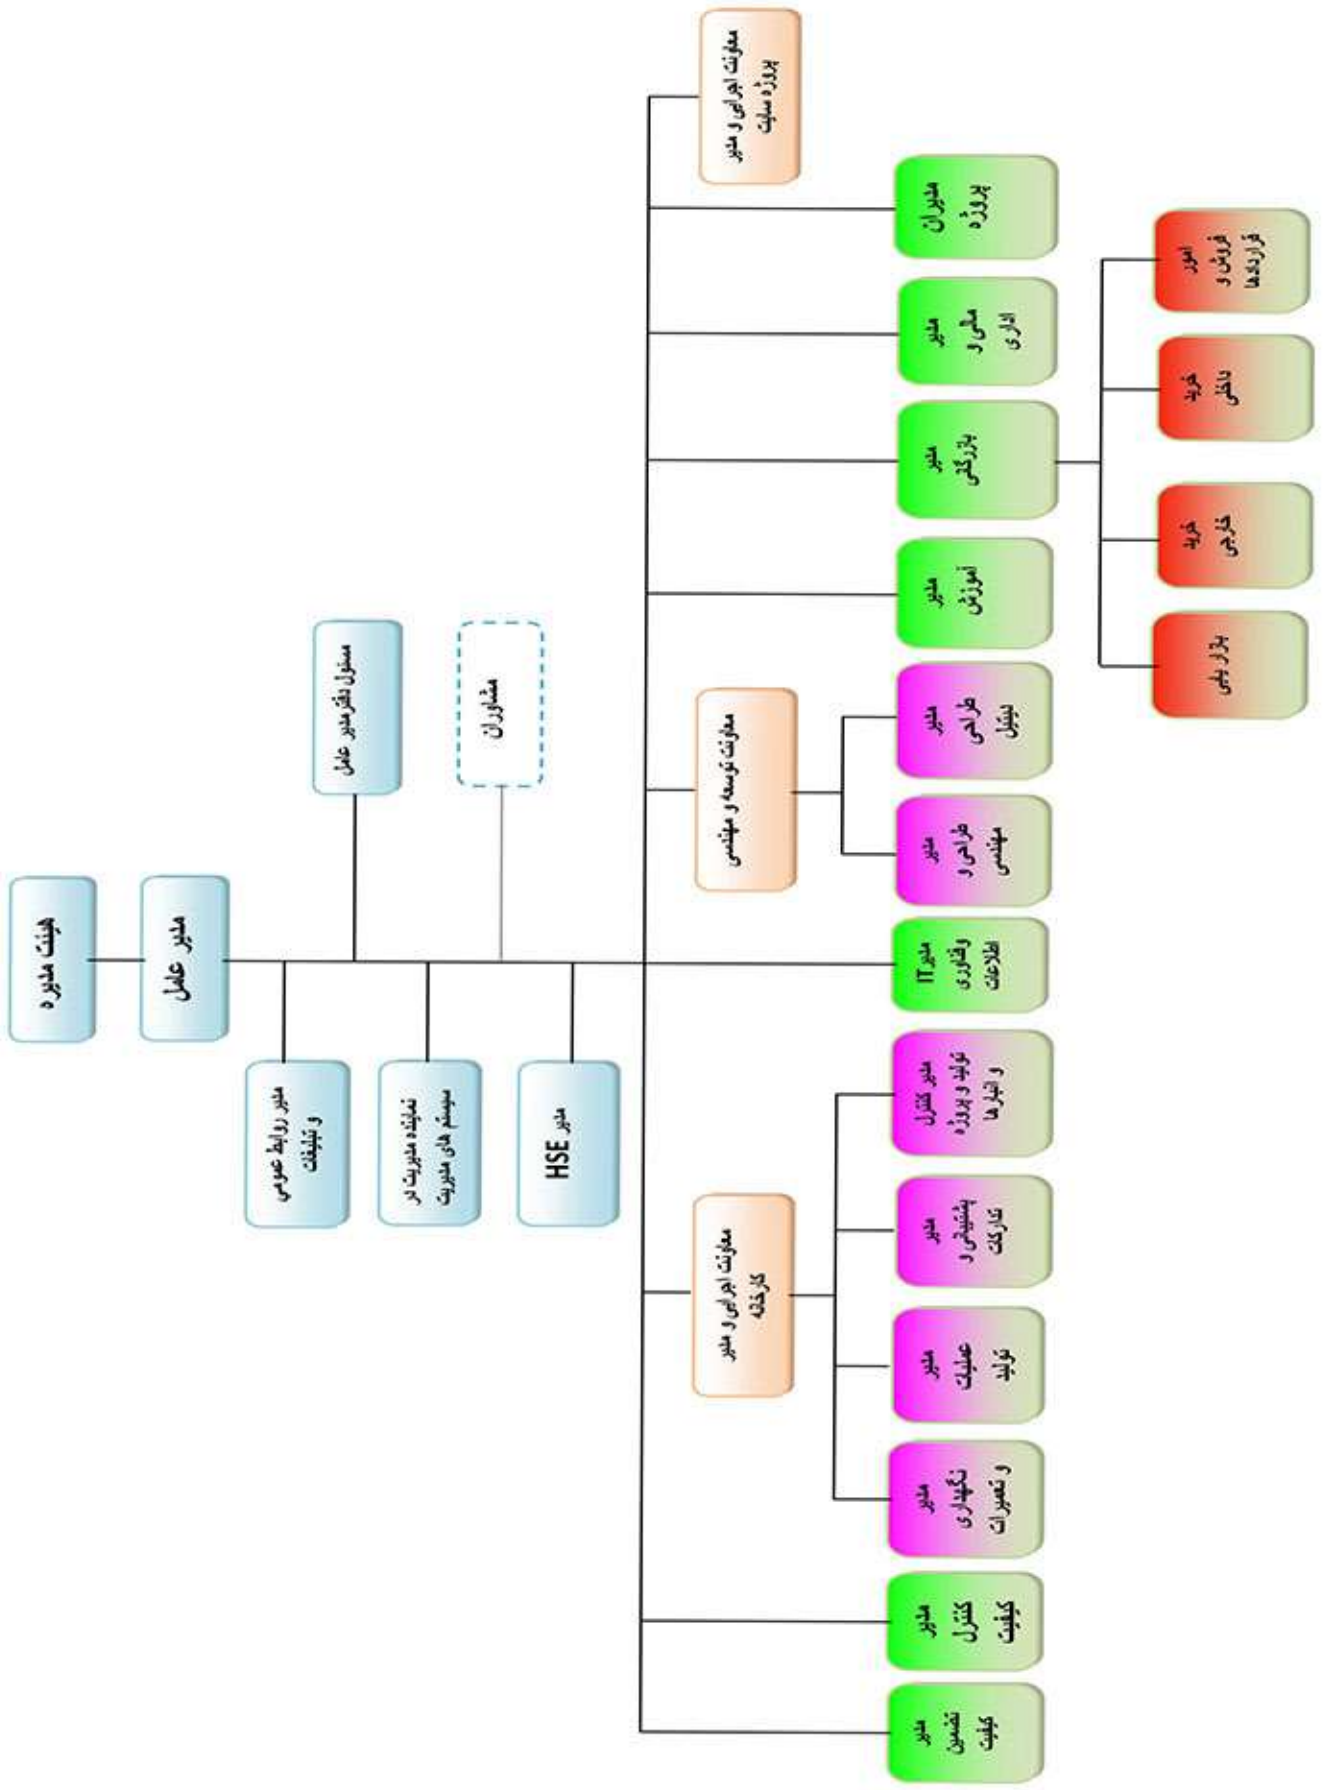 هیئت مدیره
مدیر عامل
مدیر روابط عمومی
و تبلیغات
مسئول دفتر مدیر عامل
نماینده مدیریت در
سیستم های مدیریت
مشاوران
مدیر HSE
معاونت اجرایی و مدیر
پروژه سایت
معاونت توسعه و مهندسی
معاونت اجرایی و مدیر
کارخانه
مدیران
پروژه
مدیر
مالی و
اداری
مدیر
بازرگانی
مدیر
آموزش
مدیر
طراحی
دیتیل
مدیر
طراحی و
مهندسی
مدیر IT
وفناوری
اطلاعات
مدیر کنترل
تولید و پروژه
و انبارها
مدیر
پشتیبانی و
تدارکات
مدیر
عملیات
تولید
مدیر
نگهداری
و تعمیرات
مدیر
کنترل
کیفیت
مدیر
تضمین
کیفیت
امور
فروش و
قراردادها
خرید
داخلی
خرید
خارجی
بازار یابی